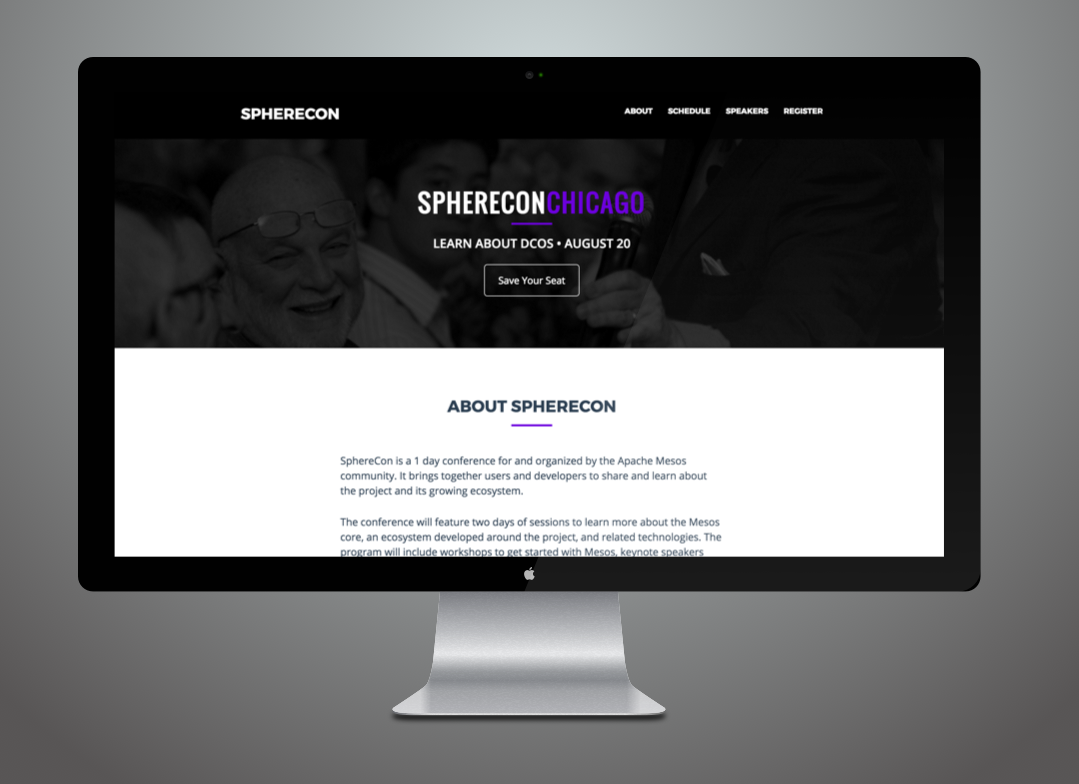 SPHERECON
ABOUT SCHEDULE SPEAKERS REGISTER
SPHERECONCHICAGO
LEARN ABOUT DCOS • AUGUST 20
Save Your Seat
ABOUT SPHERECON
SphereCon is a 1 day conference for and organized by the Apache Mesos
community. It brings together users and developers to share and learn about
the project and its growing ecosystem.
The conference will feature two days of sessions to learn more about the Mesos
core, an ecosystem developed around the project, and related technologies. The
program will include workshops to get started with Mesos, keynote speakers